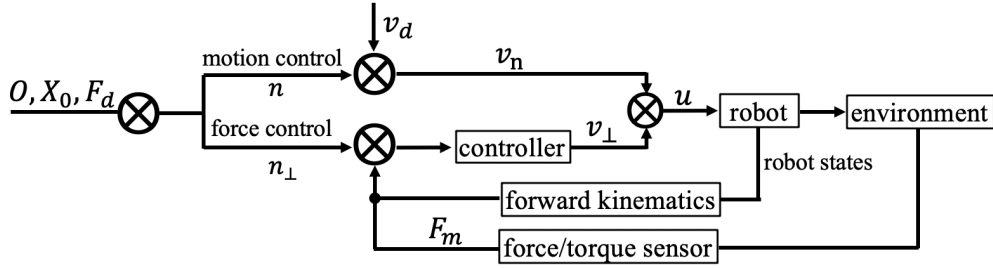 v_d
motion control
v_n
n
O, X_0, F_d
u
robot
environment
force control
controller
v_⊥
n_⊥
robot states
forward kinematics
F_m
force/torque sensor